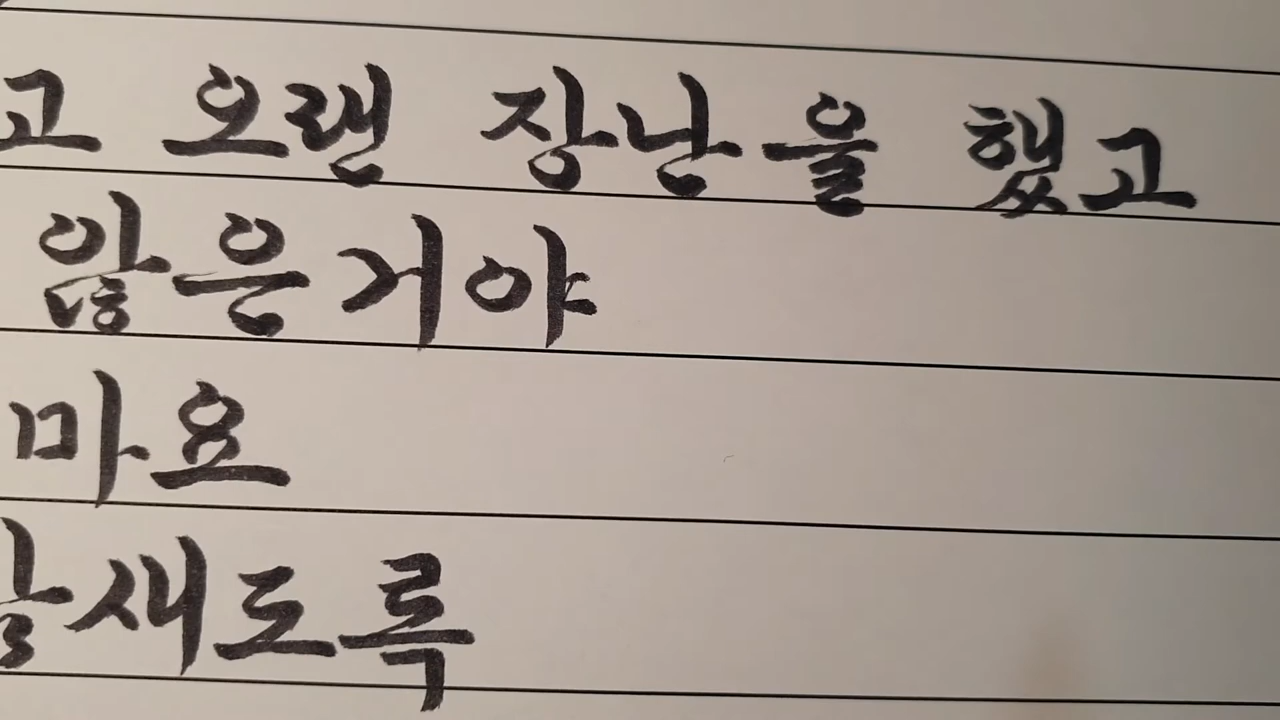 고 오랜 장난을 했고
않은거야
마요
새도록